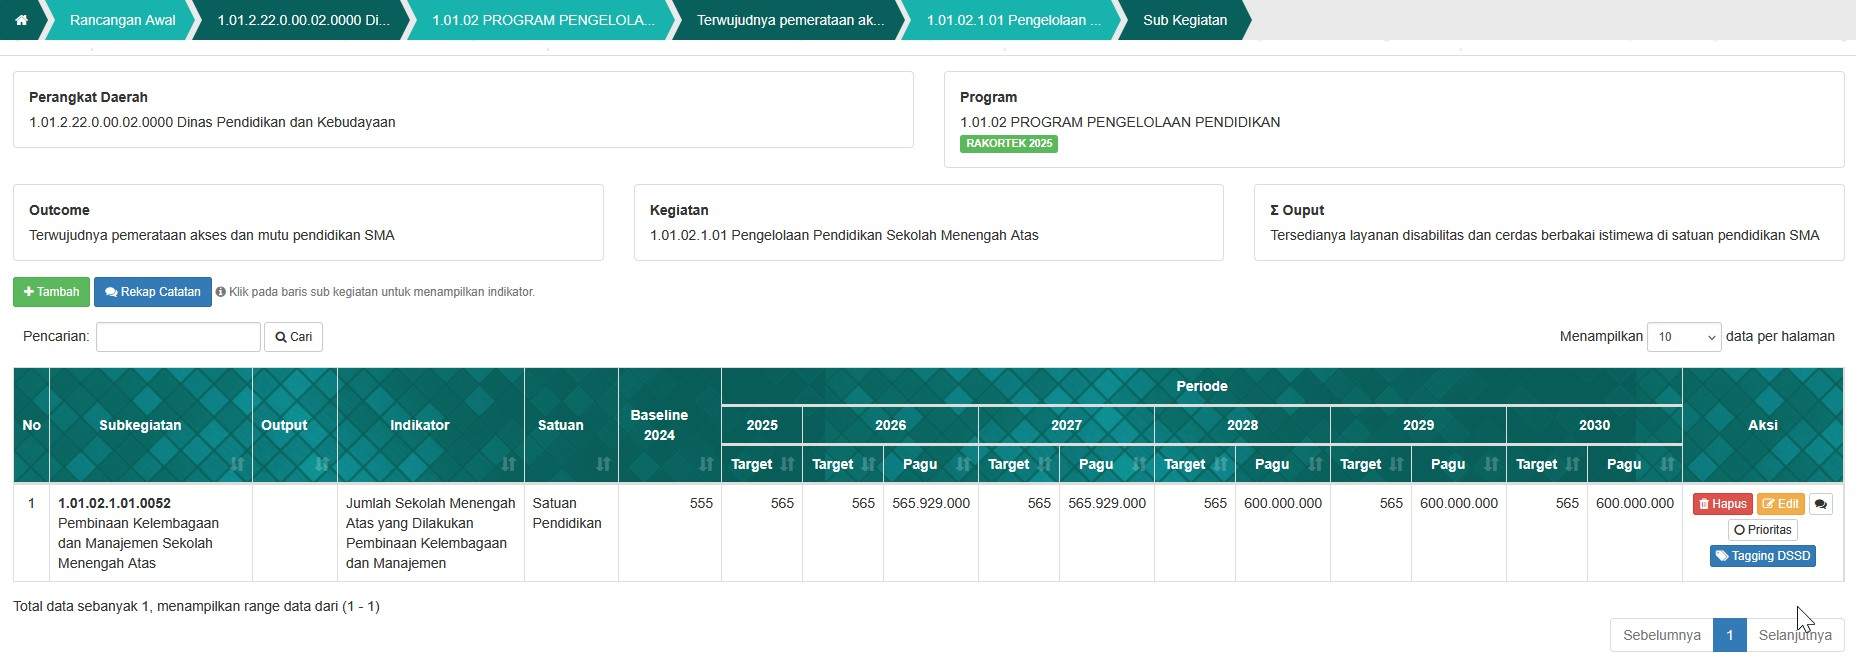 Rancangan Awal
1.01.2.22.0.00.02.0000 Di...
1.01.02 PROGRAM PENGELOLA...
Terwujudnya pemerataan ak...
1.01.02.1.01 Pengelolaan ...
Sub Kegiatan
Perangkat Daerah
1.01.2.22.0.00.02.0000 Dinas Pendidikan dan Kebudayaan
Program
1.01.02 PROGRAM PENGELOLAAN PENDIDIKAN
RAKORTEK 2025
Outcome
Terwujudnya pemerataan akses dan mutu pendidikan SMA
Kegiatan
1.01.02.1.01 Pengelolaan Pendidikan Sekolah Menengah Atas
Σ Ouput
Tersedianya layanan disabilitas dan cerdas berbakai istimewa di satuan pendidikan SMA
Tambah
Rekap Catatan
Klik pada baris sub kegiatan untuk menampilkan indikator.
Pencarian:
Cari
Menampilkan 10 data per halaman
No
Subkegiatan
Output
Indikator
Satuan
Baseline
2024
Periode
2025
2026
2027
2028
2029
2030
Target
Target
Pagu
Target
Pagu
Target
Pagu
Target
Pagu
Target
Pagu
Aksi
1
1.01.02.1.01.0052
Pembinaan Kelembagaan
dan Manajemen Sekolah
Menengah Atas
Jumlah Sekolah Menengah
Atas yang Dilakukan
Pembinaan Kelembagaan
dan Manajemen
Satuan
Pendidikan
555
565
565
565.929.000
565
565.929.000
565
600.000.000
565
600.000.000
565
600.000.000
Hapus
Edit
Prioritas
Tagging DSSD
Total data sebanyak 1, menampilkan range data dari (1 - 1)
Sebelumnya
1
Selanjutnya